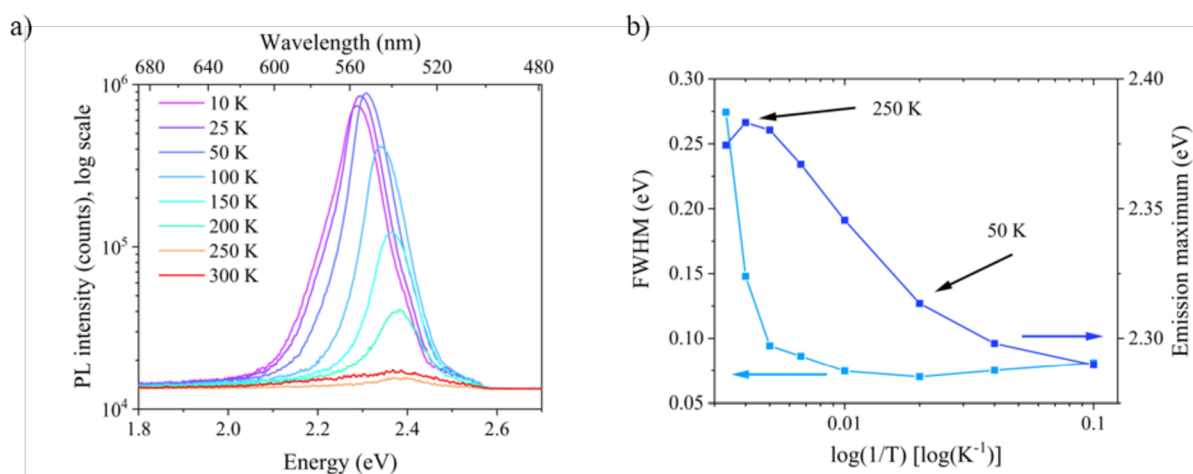 a)
Wavelength (nm)
680 640 600 560 520 480
PL intensity (counts), log scale
10⁶
10⁵
10⁴
10 K
25 K
50 K
100 K
150 K
200 K
250 K
300 K
1.8 2.0 2.2 2.4 2.6
Energy (eV)
b)
FWHM (eV)
0.30
0.25
0.20
0.15
0.10
0.05
250 K
50 K
2.40
2.35
2.30
Emission maximum (eV)
0.01 0.1
log(1/T) [log(K⁻¹)]